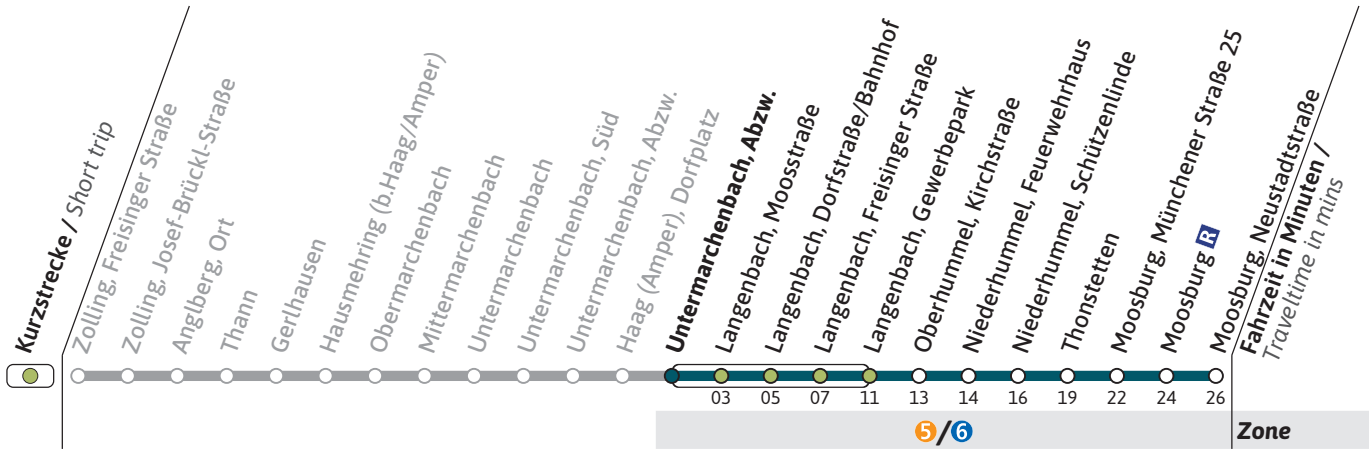 Kurzstrecke / Short trip
Zolling, Freisinger Straße
Zolling, Josef-Brückl-Straße
Anglberg, Ort
Thann
Gerlhausen
Hausmehring (b.Haag/Amper)
Obermarchenbach
Mittermarchenbach
Untermarchenbach
Untermarchenbach, Süd
Untermarchenbach, Abzw.
Haag (Amper), Dorfplatz
Untermarchenbach, Abzw.
Langenbach, Moosstraße
Langenbach, Dorfstraße/Bahnhof
Langenbach, Freisinger Straße
Langenbach, Gewerbepark
Oberhummel, Kirchstraße
Niederhummel, Feuerwehrhaus
Niederhummel, Schützenlinde
Thonstetten
Moosburg, Münchener Straße 25
Moosburg R
Moosburg, Neustadtstraße
Fahrzeit in Minuten /
Traveltime in mins
03 05 07 11 13 14 16 19 22 24 26
5/6 Zone